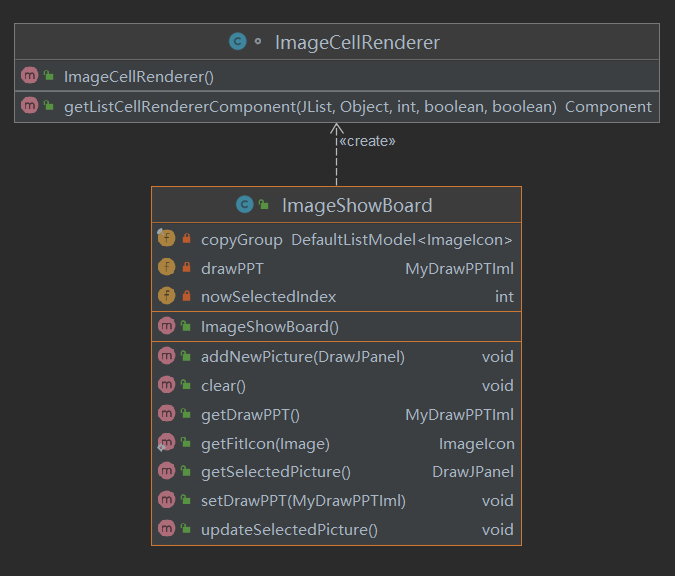 ImageCellRenderer
ImageCellRenderer()
getListCellRendererComponent(JList, Object, int, boolean, boolean) Component
«create»
ImageShowBoard
copyGroup DefaultListModel<ImageIcon>
drawPPT MyDrawPPTIml
nowSelectedIndex int
ImageShowBoard()
addNewPicture(DrawJPanel) void
clear() void
getDrawPPT() MyDrawPPTIml
getFitIcon(Image) ImageIcon
getSelectedPicture() DrawJPanel
setDrawPPT(MyDrawPPTIml) void
updateSelectedPicture() void